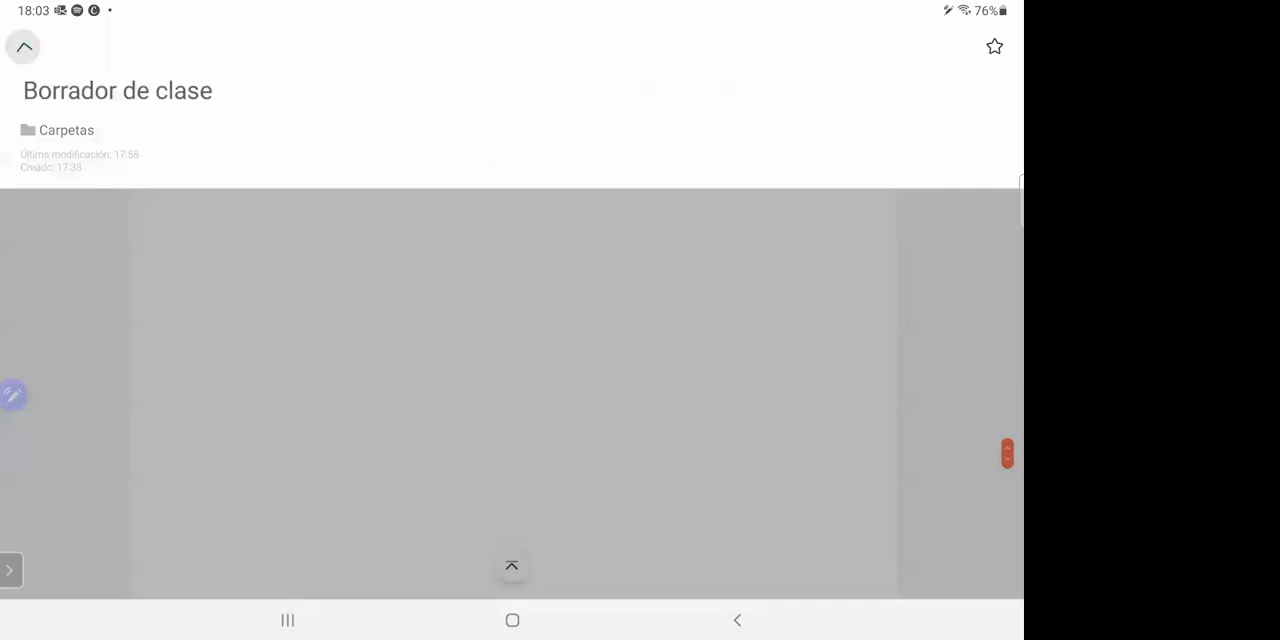 18:03 76%
Borrador de clase
Carpetas
Última modificación: 17:58
Creado: 17:38